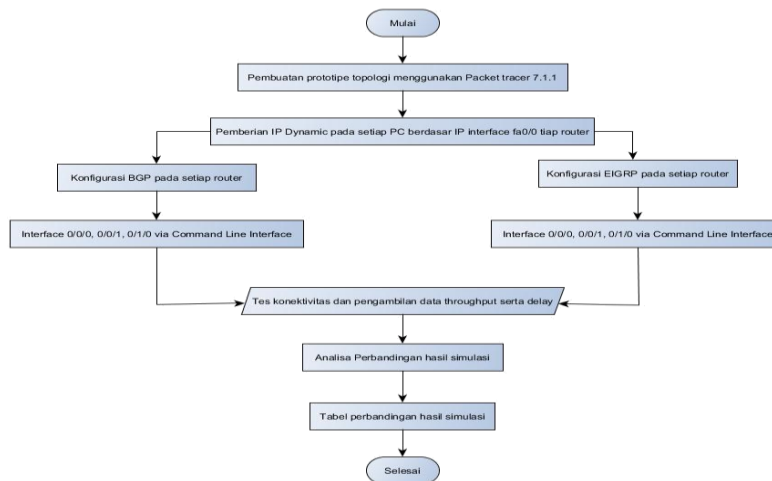 Mulai
Pembuatan prototipe topologi menggunakan Packet tracer 7.1.1
Pemberian IP Dynamic pada setiap PC berdasar IP interface fa0/0 tiap router
Konfigurasi BGP pada setiap router
Konfigurasi EIGRP pada setiap router
Interface 0/0/0, 0/0/1, 0/1/0 via Command Line Interface
Interface 0/0/0, 0/0/1, 0/1/0 via Command Line Interface
Tes konektivitas dan pengambilan data throughput serta delay
Analisa Perbandingan hasil simulasi
Tabel perbandingan hasil simulasi
Selesai